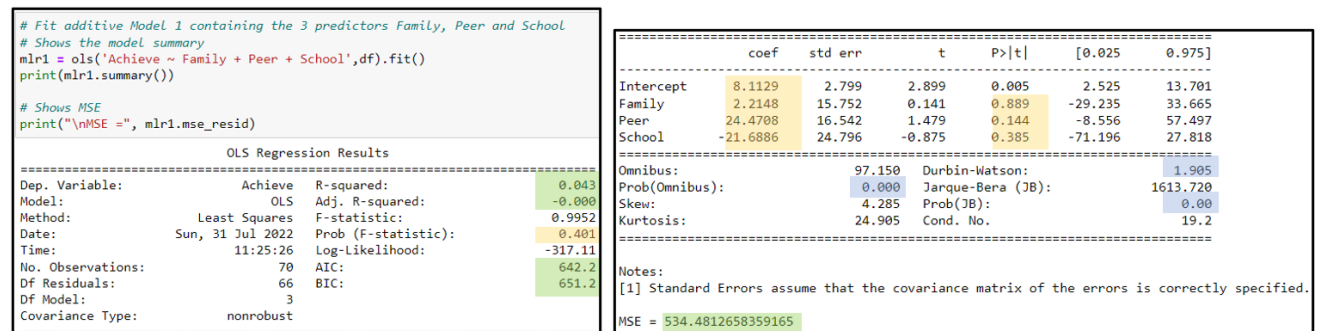 # Fit additive Model 1 containing the 3 predictors Family, Peer and School
# Shows the model summary
mlr1 = ols('Achieve ~ Family + Peer + School',df).fit()
print(mlr1.summary())
# Shows MSE
print("\nMSE =", mlr1.mse_resid)
OLS Regression Results
==============================================================================
Dep. Variable: Achieve R-squared: 0.043
Model: OLS Adj. R-squared: -0.000
Method: Least Squares F-statistic: 0.9952
Date: Sun, 31 Jul 2022 Prob (F-statistic): 0.401
Time: 11:25:26 Log-Likelihood: -317.11
No. Observations: 70 AIC: 642.2
Df Residuals: 66 BIC: 651.2
Df Model: 3
Covariance Type: nonrobust
==============================================================================
coef std err t P>|t| [0.025 0.975]
------------------------------------------------------------------------------
Intercept 8.1129 2.799 2.899 0.005 2.525 13.701
Family 2.2148 15.752 0.141 0.889 -29.235 33.665
Peer 24.4708 16.542 1.479 0.144 -8.556 57.497
School -21.6886 24.796 -0.875 0.385 -71.196 27.818
==============================================================================
Omnibus: 97.150 Durbin-Watson: 1.905
Prob(Omnibus): 0.000 Jarque-Bera (JB): 1613.720
Skew: 4.285 Prob(JB): 0.00
Kurtosis: 24.905 Cond. No. 19.2
==============================================================================
Notes:
[1] Standard Errors assume that the covariance matrix of the errors is correctly specified.
MSE = 534.4812658359165